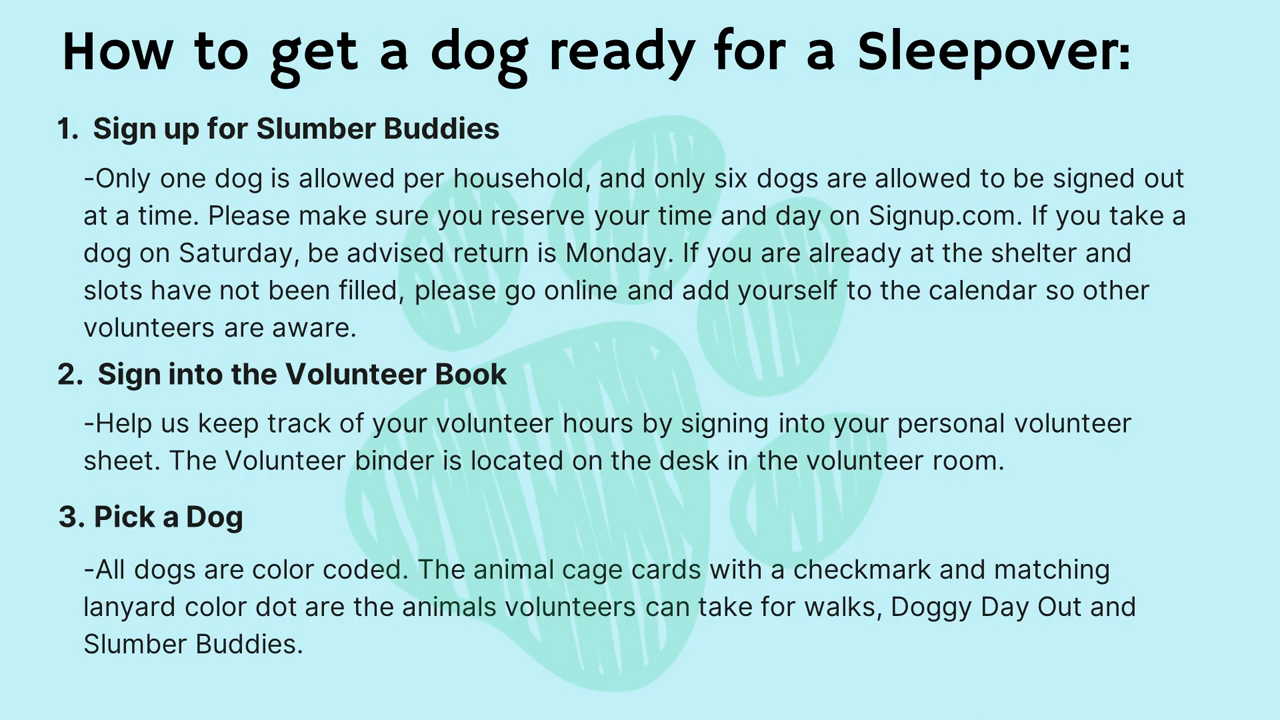 How to get a dog ready for a Sleepover:
1. Sign up for Slumber Buddies
-Only one dog is allowed per household, and only six dogs are allowed to be signed out
at a time. Please make sure you reserve your time and day on Signup.com. If you take a
dog on Saturday, be advised return is Monday. If you are already at the shelter and
slots have not been filled, please go online and add yourself to the calendar so other
volunteers are aware.
2. Sign into the Volunteer Book
-Help us keep track of your volunteer hours by signing into your personal volunteer
sheet. The Volunteer binder is located on the desk in the volunteer room.
3. Pick a Dog
-All dogs are color coded. The animal cage cards with a checkmark and matching
lanyard color dot are the animals volunteers can take for walks, Doggy Day Out and
Slumber Buddies.